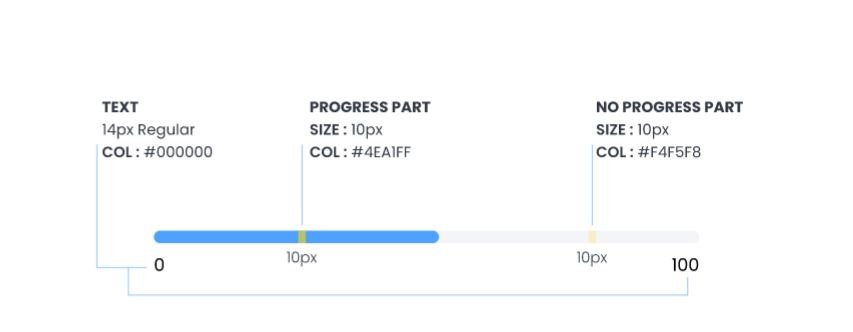 TEXT
14px Regular
COL : #000000
PROGRESS PART
SIZE : 10px
COL : #4EA1FF
NO PROGRESS PART
SIZE : 10px
COL : #F4F5F8
10px
10px
0
100